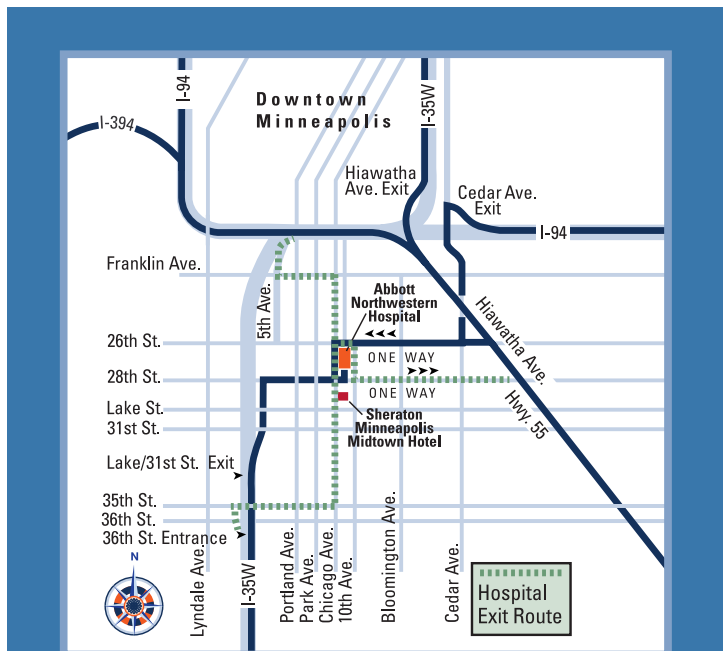 I-94
I-394
Downtown
Minneapolis
I-35W
Hiawatha
Ave. Exit
Cedar Ave.
Exit
I-94
Franklin Ave.
5th Ave.
Abbott
Northwestern
Hospital
Hiawatha Ave.
26th St.
ONE WAY
28th St.
ONE WAY
Hwy. 55
Lake St.
31st St.
Sheraton
Minneapolis
Midtown Hotel
Lake/31st St. Exit
35th St.
36th St.
36th St. Entrance
N
Lyndale Ave.
I-35W
Portland Ave.
Park Ave.
Chicago Ave.
10th Ave.
Bloomington Ave.
Cedar Ave.
Hospital
Exit Route